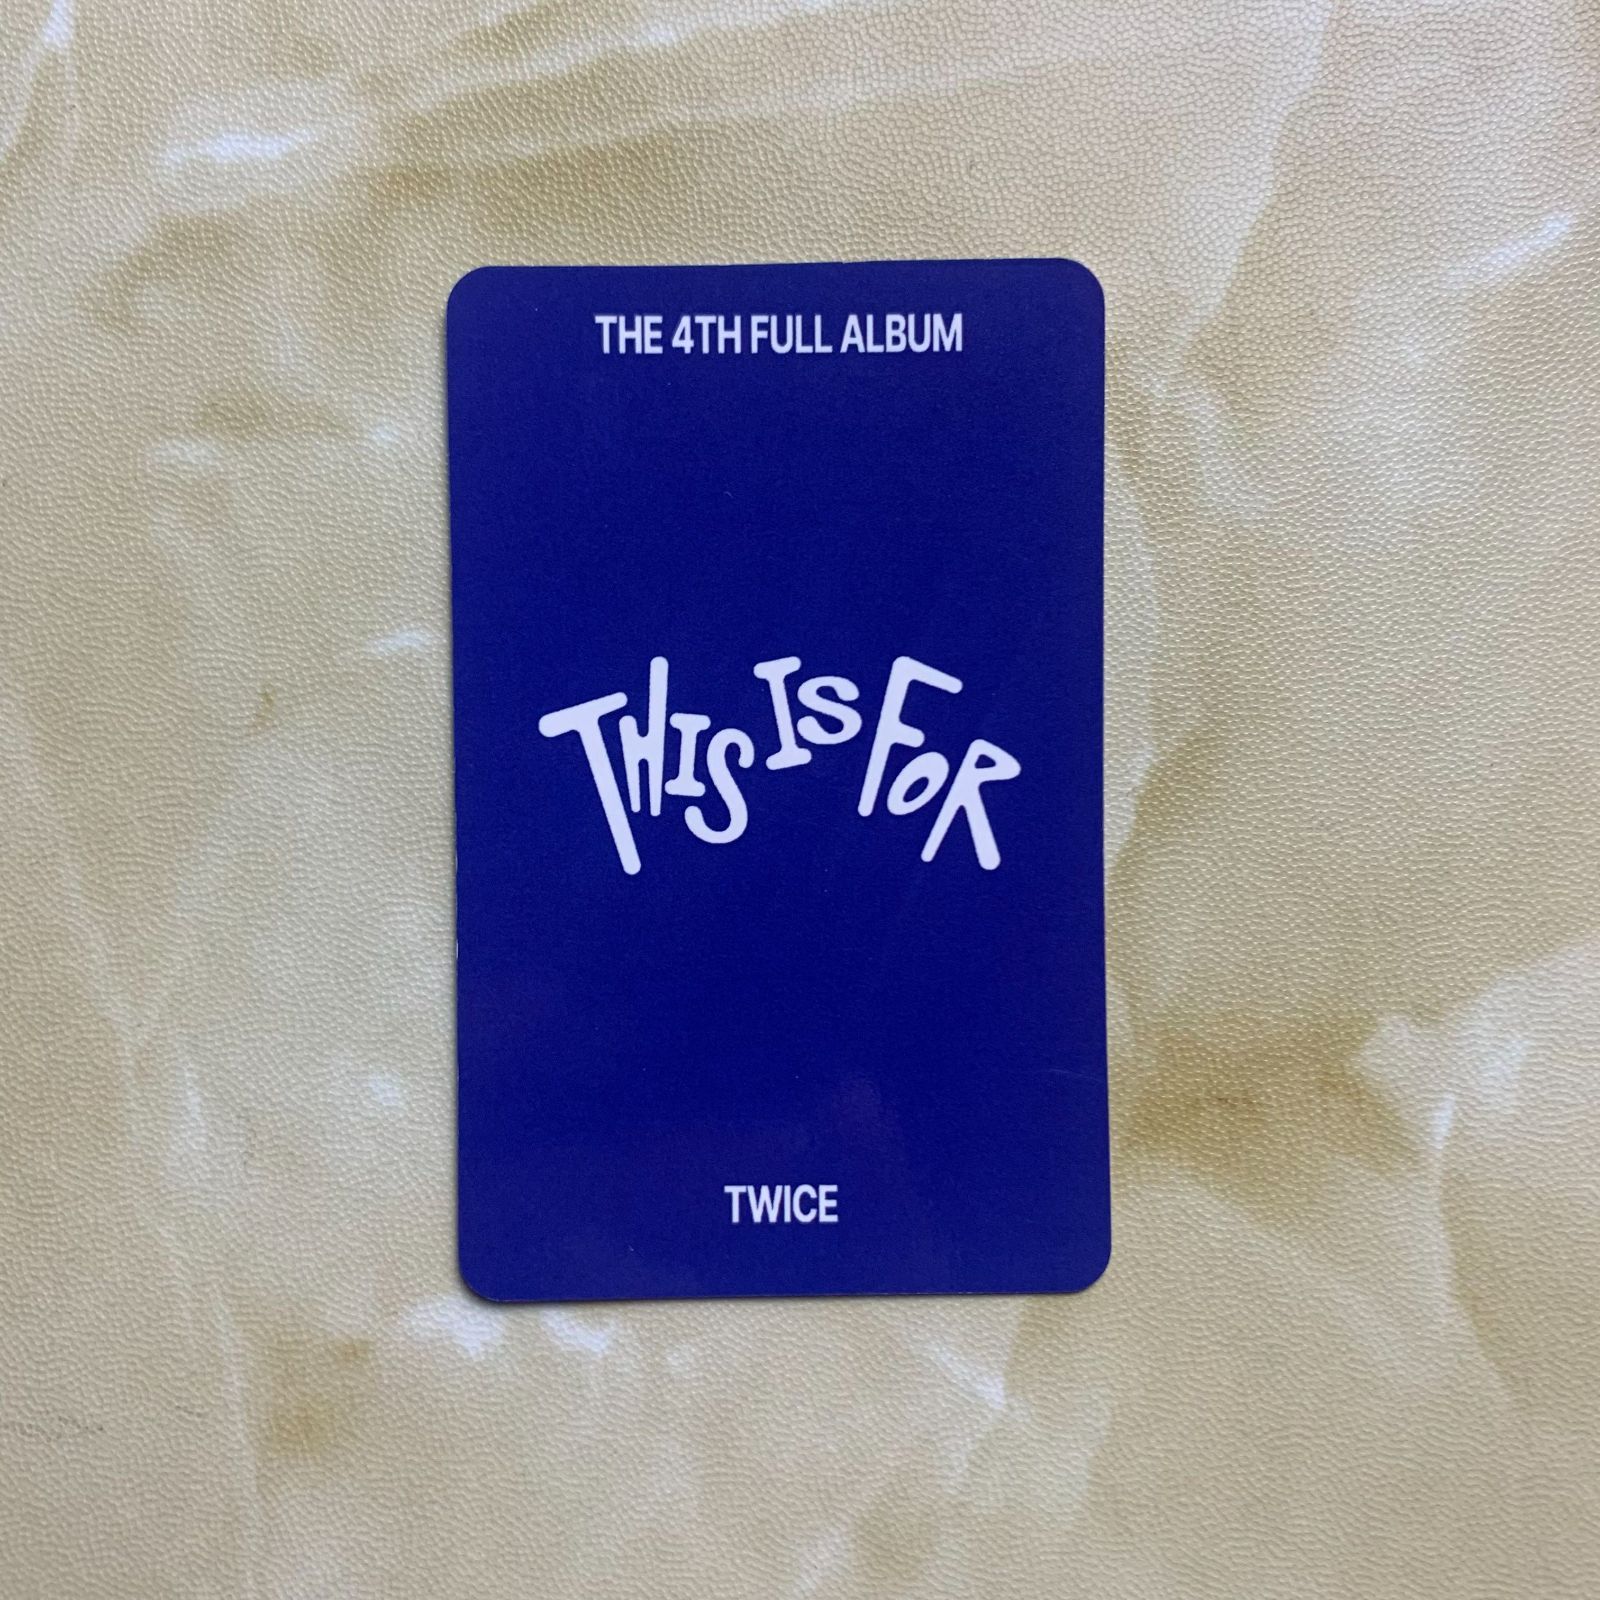 THE 4TH FULL ALBUM
THIS IS FOR
TWICE